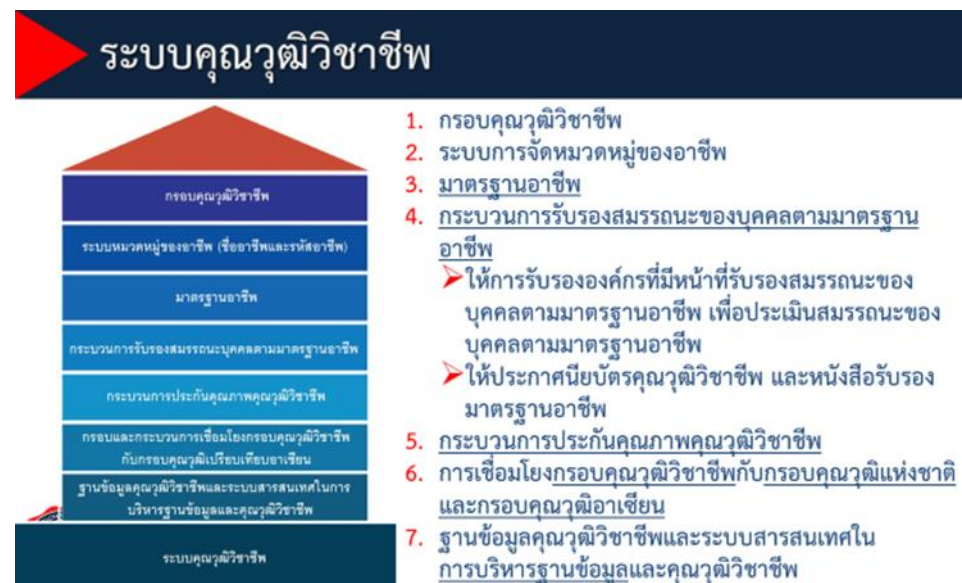 ระบบคุณวุฒิวิชาชีพ
กรอบคุณวุฒิวิชาชีพ
ระบบหมวดหมู่ของอาชีพ (ชื่ออาชีพและรหัสอาชีพ)
มาตรฐานอาชีพ
กระบวนการรับรองสมรรถนะบุคคลตามมาตรฐานอาชีพ
กระบวนการประกันคุณภาพคุณวุฒิวิชาชีพ
กรอบและกระบวนการเชื่อมโยงกรอบคุณวุฒิวิชาชีพ
กับกรอบคุณวุฒิเปรียบเทียบอาเซียน
ฐานข้อมูลคุณวุฒิวิชาชีพและระบบสารสนเทศในการ
บริหารฐานข้อมูลและคุณวุฒิวิชาชีพ
ระบบคุณวุฒิวิชาชีพ
1. กรอบคุณวุฒิวิชาชีพ
2. ระบบการจัดหมวดหมู่ของอาชีพ
3. มาตรฐานอาชีพ
4. กระบวนการรับรองสมรรถนะของบุคคลตามมาตรฐาน
อาชีพ
ให้การรับรององค์กรที่มีหน้าที่รับรองสมรรถนะของ
บุคคลตามมาตรฐานอาชีพ เพื่อประเมินสมรรถนะของ
บุคคลตามมาตรฐานอาชีพ
ให้ประกาศนียบัตรคุณวุฒิวิชาชีพ และหนังสือรับรอง
มาตรฐานอาชีพ
5. กระบวนการประกันคุณภาพคุณวุฒิวิชาชีพ
6. การเชื่อมโยงกรอบคุณวุฒิวิชาชีพกับกรอบคุณวุฒิแห่งชาติ
และกรอบคุณวุฒิอาเซียน
7. ฐานข้อมูลคุณวุฒิวิชาชีพและระบบสารสนเทศใน
การบริหารฐานข้อมูลและคุณวุฒิวิชาชีพ